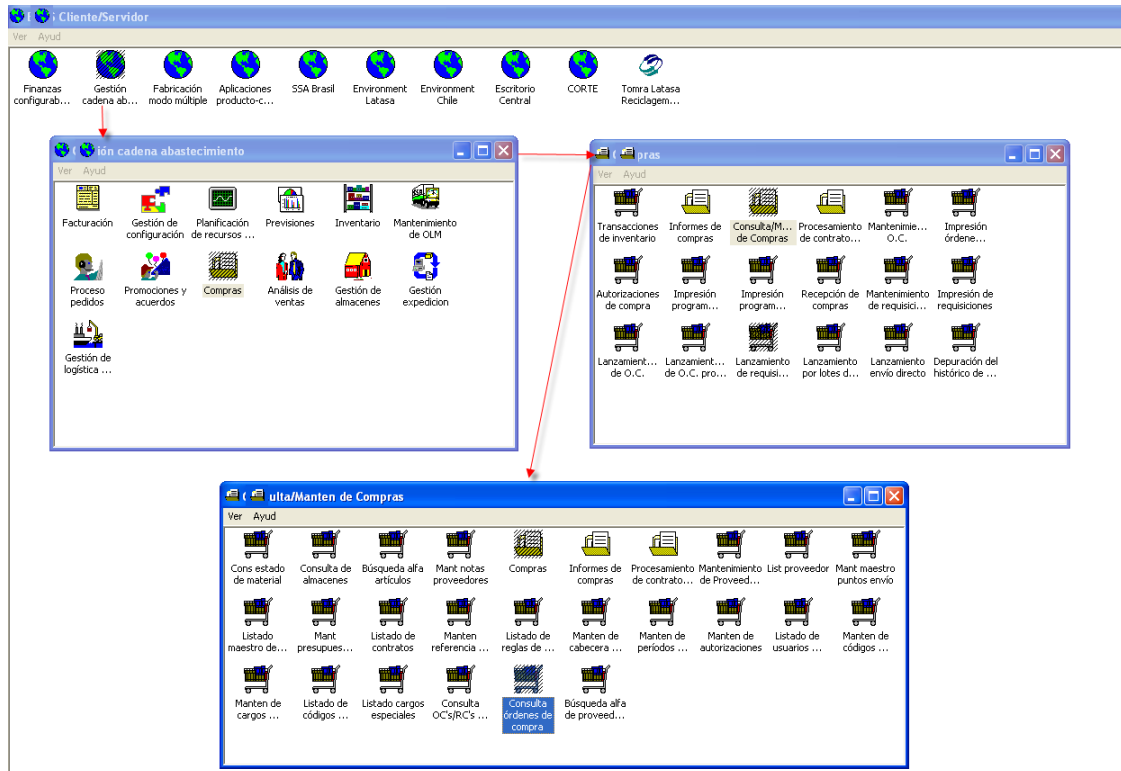 Cliente/Servidor
Ver Ayud
Finanzas
configurab...
Gestión
cadena ab...
Fabricación
modo múltiple
Aplicaciones
producto-c...
SSA Brasil
Environment
Latasa
Environment
Chile
Escritorio
Central
CORTE
Tomra Latasa
Reciclagem...
ión cadena abastecimiento
Ver Ayud
Facturación
Gestión de
configuración
Planificación
de recursos ...
Previsiones
Inventario
Mantenimiento
de OLM
Proceso
pedidos
Promociones y
acuerdos
Compras
Análisis de
ventas
Gestión de
almacenes
Gestión
expedicion
Gestión de
logística ...
pras
Ver Ayud
Transacciones
de inventario
Informes de
compras
Consulta/M...
de Compras
Procesamiento
de contrato...
Mantenimie...
O.C.
Impresión
órdene...
Autorizaciones
de compra
Impresión
program...
Impresión
program...
Recepción de
compras
Mantenimiento
de requisici...
Impresión de
requisiciones
Lanzamient...
de O.C.
Lanzamient...
de O.C. pro...
Lanzamiento
de requisi...
Lanzamiento
por lotes d...
Lanzamiento
envío directo
Depuración del
histórico de ...
ulta/Manten de Compras
Ver Ayud
Cons estado
de material
Consulta de
almacenes
Búsqueda alfa
artículos
Mant notas
proveedores
Compras
Informes de
compras
Procesamiento
de contrato...
Mantenimiento
de Proveed...
List proveedor
Mant maestro
puntos envío
Listado
maestro de...
Mant
presupues...
Listado de
contratos
Manten
referencia ...
Listado de
reglas de ...
Manten de
cabecera ...
Manten de
períodos ...
Manten de
autorizaciones
Listado de
usuarios ...
Manten de
códigos ...
Manten de
cargos ...
Listado de
códigos ...
Listado cargos
especiales
Consulta
OC's/RC's ...
Consulta
órdenes de
compra
Búsqueda alfa
de proveed...